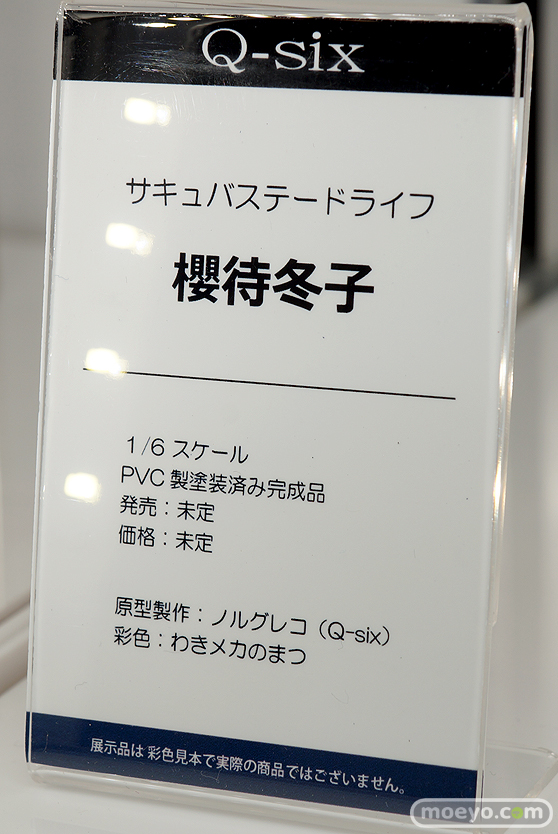 Q-six
サキュバステードライフ
櫻待冬子
1/6 スケール
PVC 製塗装済み完成品
発売：未定
価格：未定
原型製作：ノルグレコ（Q-six）
彩色：わきメカのまつ
展示品は 彩色見本で実際の商品ではございません。
moeyo.com